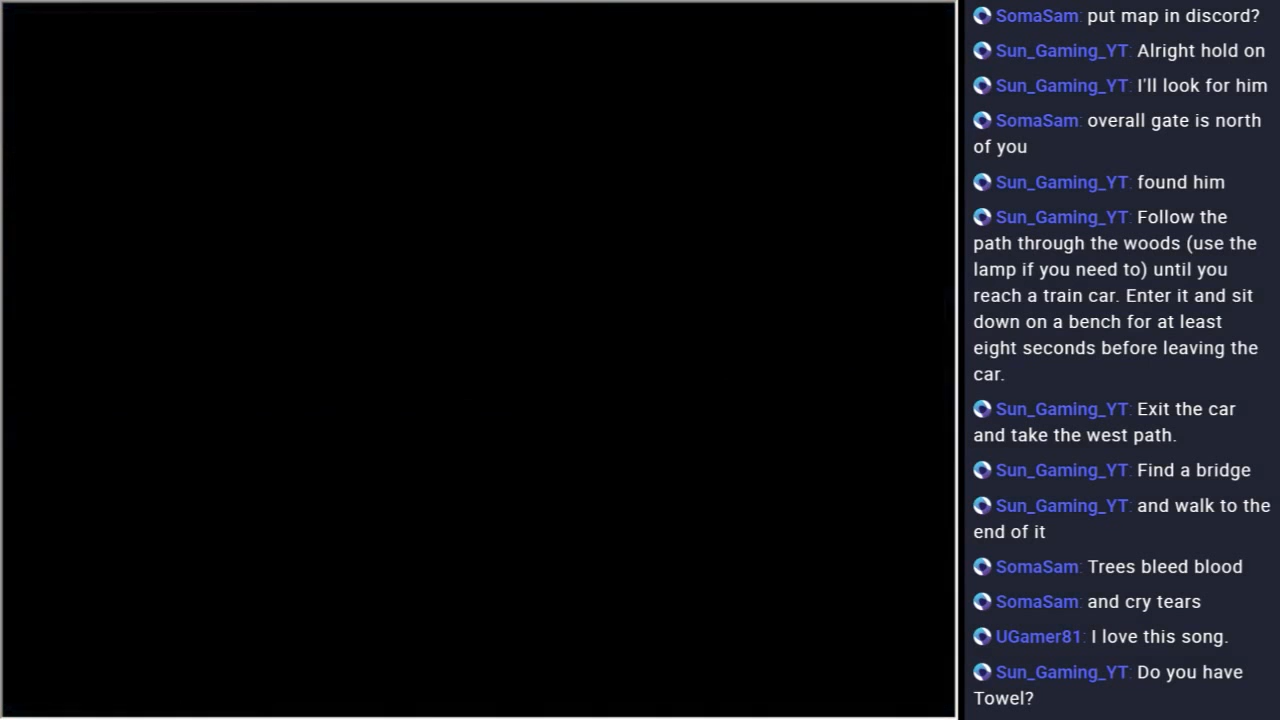 SomaSam: put map in discord?
Sun_Gaming_YT: Alright hold on
Sun_Gaming_YT: I'll look for him
SomaSam: overall gate is north
of you
Sun_Gaming_YT: found him
Sun_Gaming_YT: Follow the
path through the woods (use the
lamp if you need to) until you
reach a train car. Enter it and sit
down on a bench for at least
eight seconds before leaving the
car.
Sun_Gaming_YT: Exit the car
and take the west path.
Sun_Gaming_YT: Find a bridge
Sun_Gaming_YT: and walk to the
end of it
SomaSam: Trees bleed blood
SomaSam: and cry tears
UGamer81: I love this song.
Sun_Gaming_YT: Do you have
Towel?